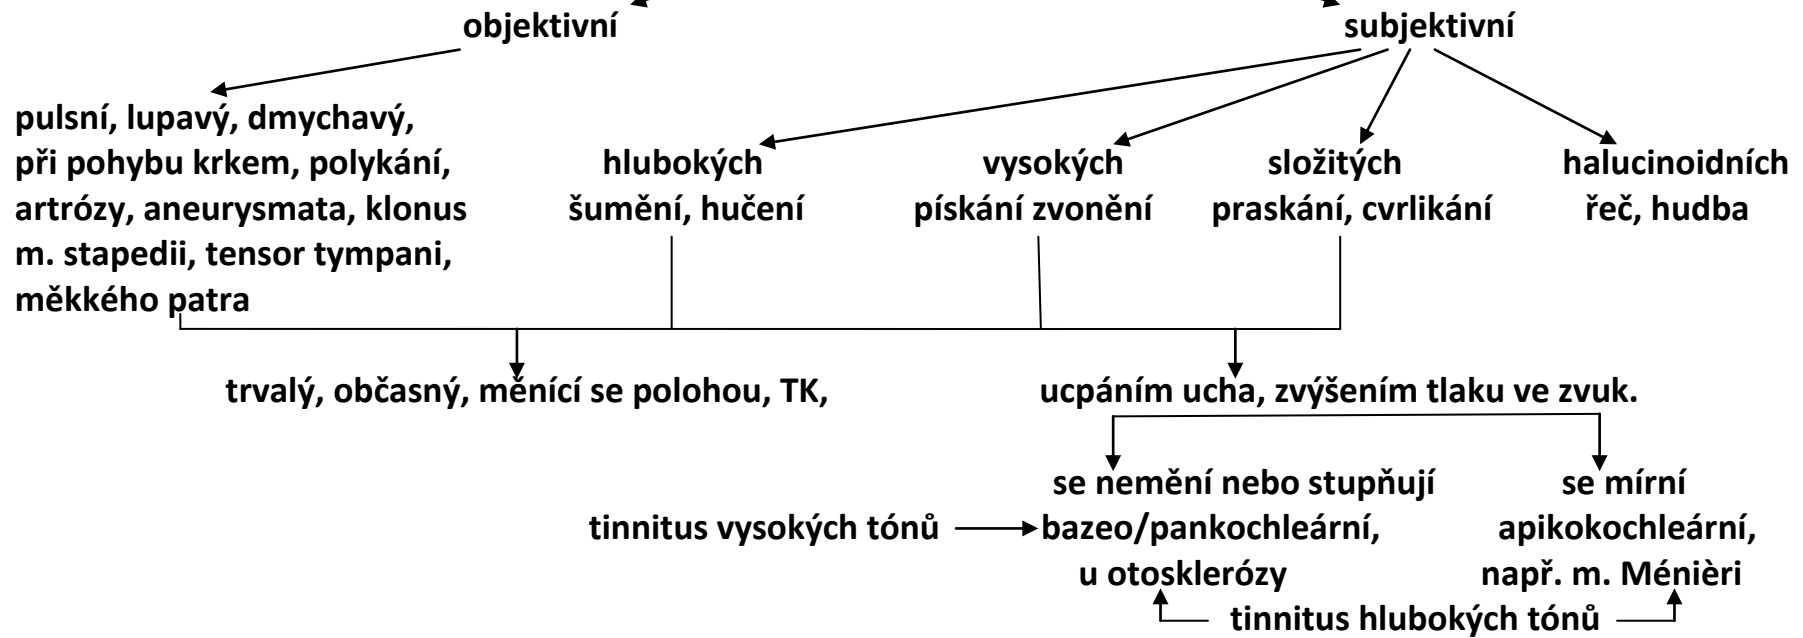 objektivní
subjektivní
pulsní, lupavý, dmychavý,
při pohybu krkem, polykání,
artrózy, aneurysmata, klonus
m. stapedii, tensor tympani,
měkkého patra
hlubokých
šumění, hučení
vysokých
pískání zvonění
složitých
praskání, cvrlikání
halucinoidních
řeč, hudba
trvalý, občasný, měnící se polohou, TK,
ucpáním ucha, zvýšením tlaku ve zvuk.
se nemění nebo stupňují
bazeo/pankochleární,
u otosklerózy
se mírní
apikokochleární,
např. m. Ménièri
tinnitus vysokých tónů
tinnitus hlubokých tónů